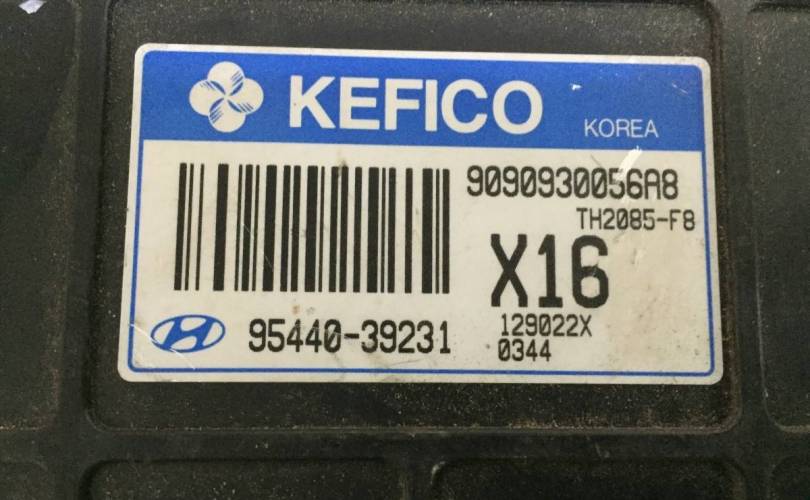 KEFICO
KOREA
9090930056A8
TH2085-F8
X16
95440-39231
129022X
0344